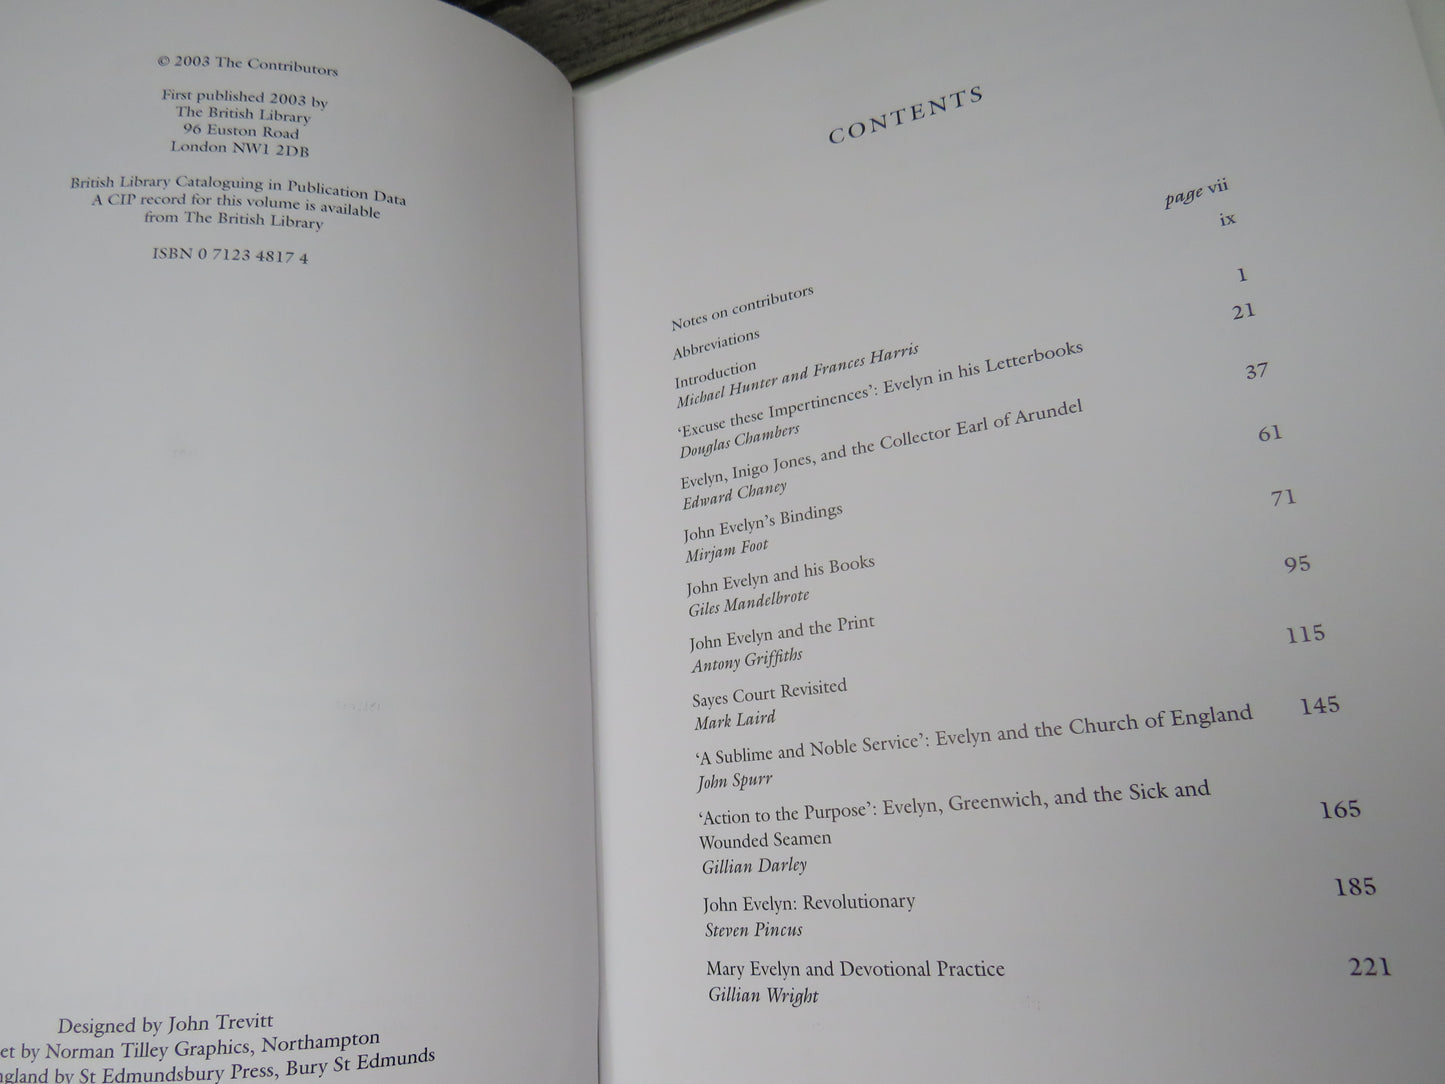 © 2003 The Contributors
First published 2003 by
The British Library
96 Euston Road
London NW1 2DB
British Library Cataloguing in Publication Data
A CIP record for this volume is available
from The British Library
ISBN 0 7123 4817 4
Designed by John Trevitt
et by Norman Tilley Graphics, Northampton
ngland by St Edmundsbury Press, Bury St Edmunds
CONTENTS
Notes on contributors page vii
Abbreviations ix
Introduction 1
Michael Hunter and Frances Harris
‘Excuse these Impertinences’: Evelyn in his Letterbooks 21
Douglas Chambers
Evelyn, Inigo Jones, and the Collector Earl of Arundel 37
Edward Chaney
John Evelyn’s Bindings 61
Mirjam Foot
John Evelyn and his Books 71
Giles Mandelbrote
John Evelyn and the Print 95
Antony Griffiths
Sayes Court Revisited 115
Mark Laird
‘A Sublime and Noble Service’: Evelyn and the Church of England 145
John Spurr
‘Action to the Purpose’: Evelyn, Greenwich, and the Sick and
Wounded Seamen 165
Gillian Darley
John Evelyn: Revolutionary 185
Steven Pincus
Mary Evelyn and Devotional Practice 221
Gillian Wright